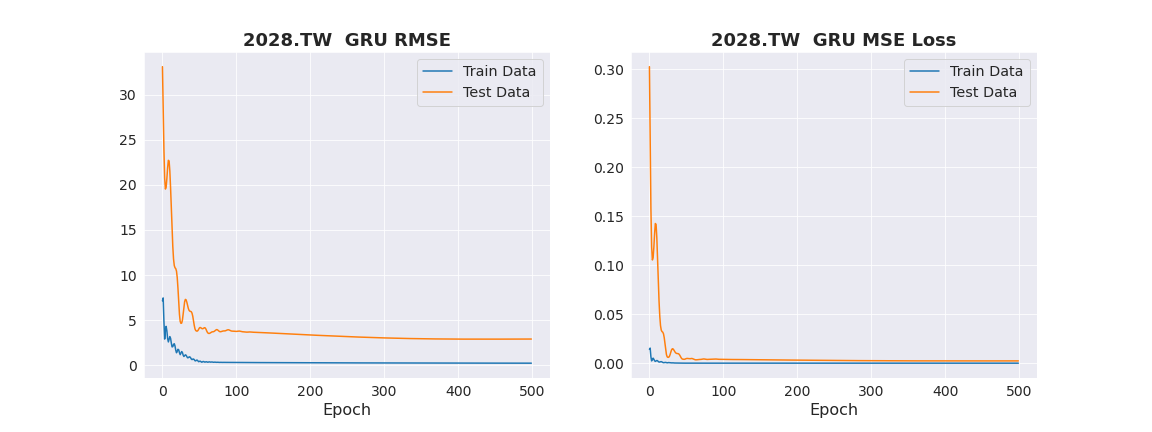 2028.TW  GRU RMSE
Train Data
Test Data
30
25
20
15
10
5
0
0 100 200 300 400 500
Epoch
2028.TW  GRU MSE Loss
Train Data
Test Data
0.30
0.25
0.20
0.15
0.10
0.05
0.00
0 100 200 300 400 500
Epoch